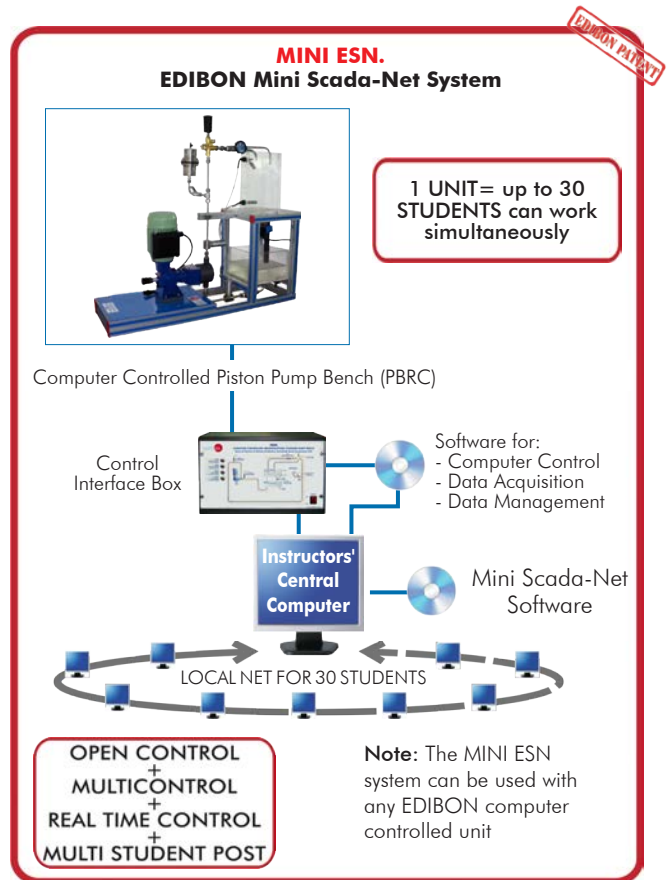 EDIBON PATENT
MINI ESN.
EDIBON Mini Scada-Net System
1 UNIT= up to 30
STUDENTS can work
simultaneously
Computer Controlled Piston Pump Bench (PBRC)
Control
Interface Box
Software for:
- Computer Control
- Data Acquisition
- Data Management
Instructors'
Central
Computer
Mini Scada-Net
Software
LOCAL NET FOR 30 STUDENTS
OPEN CONTROL
+
MULTICONTROL
+
REAL TIME CONTROL
+
MULTI STUDENT POST
Note: The MINI ESN
system can be used with
any EDIBON computer
controlled unit